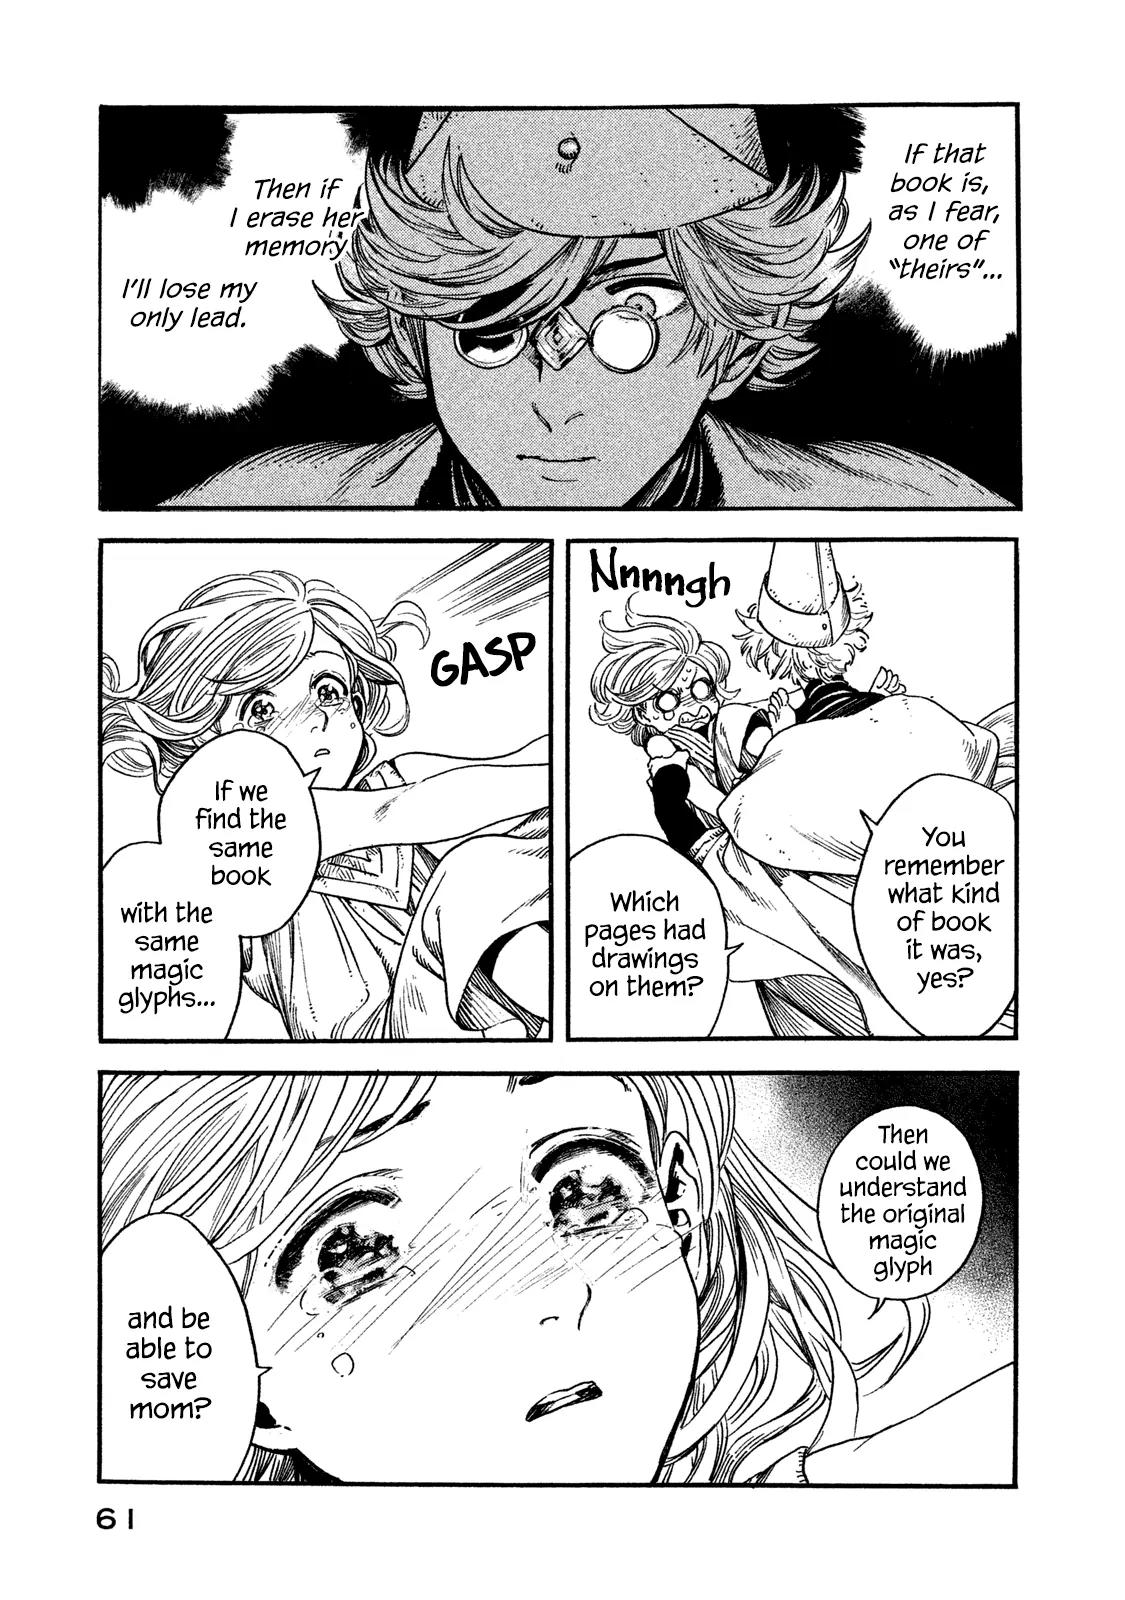 If that
book is,
as I fear,
one of
"theirs"...
Then if
I erase her
memory
I'll lose my
only lead.
Nnnnngh
You
remember
what kind
of book
it was,
yes?
Which
pages had
drawings
on them?
GASP
If we
find the
same
book
with the
same
magic
glyphs...
Then
could we
understand
the original
magic
glyph
and be
able to
save
mom?
61